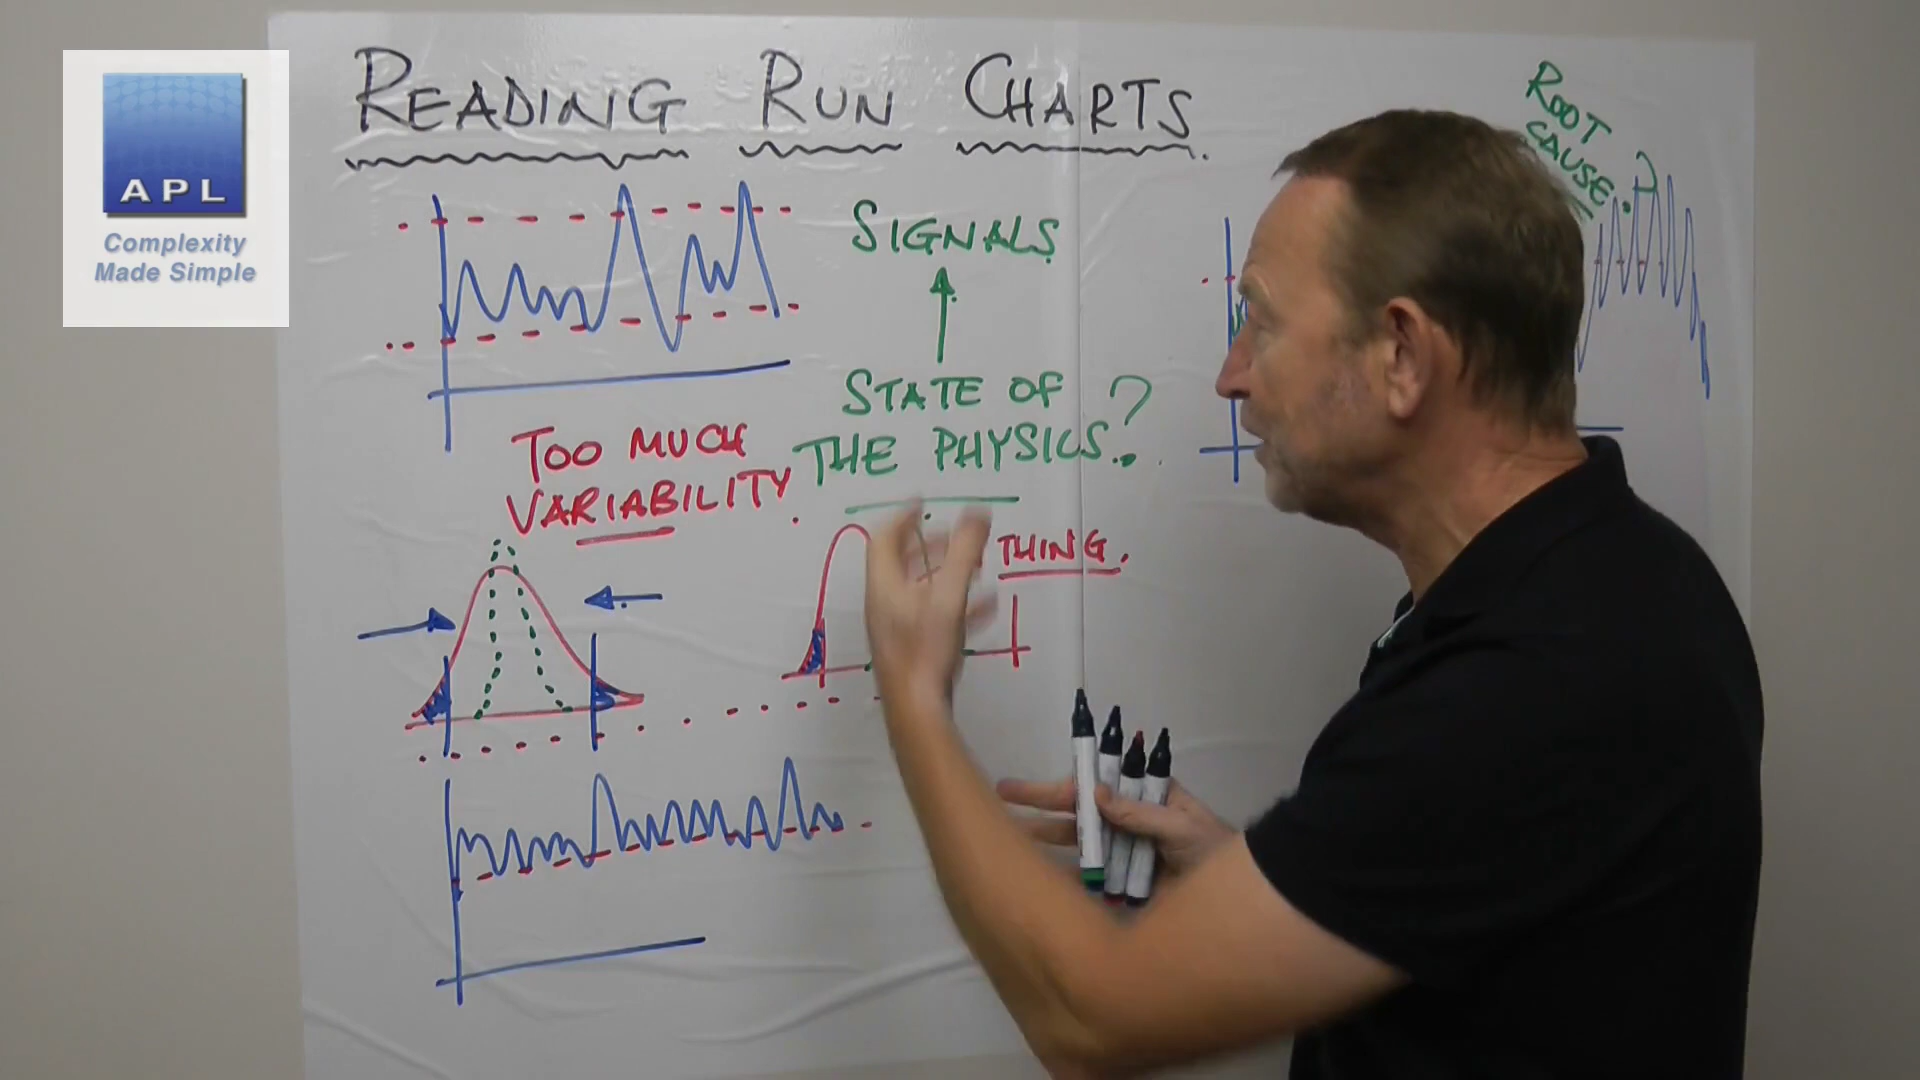 READING RUN CHARTS.
APL
Complexity
Made Simple
SIGNALS
STATE OF
THE PHYSICS?
TOO MUCH
VARIABILITY.
THING.
ROOT
CAUSE?